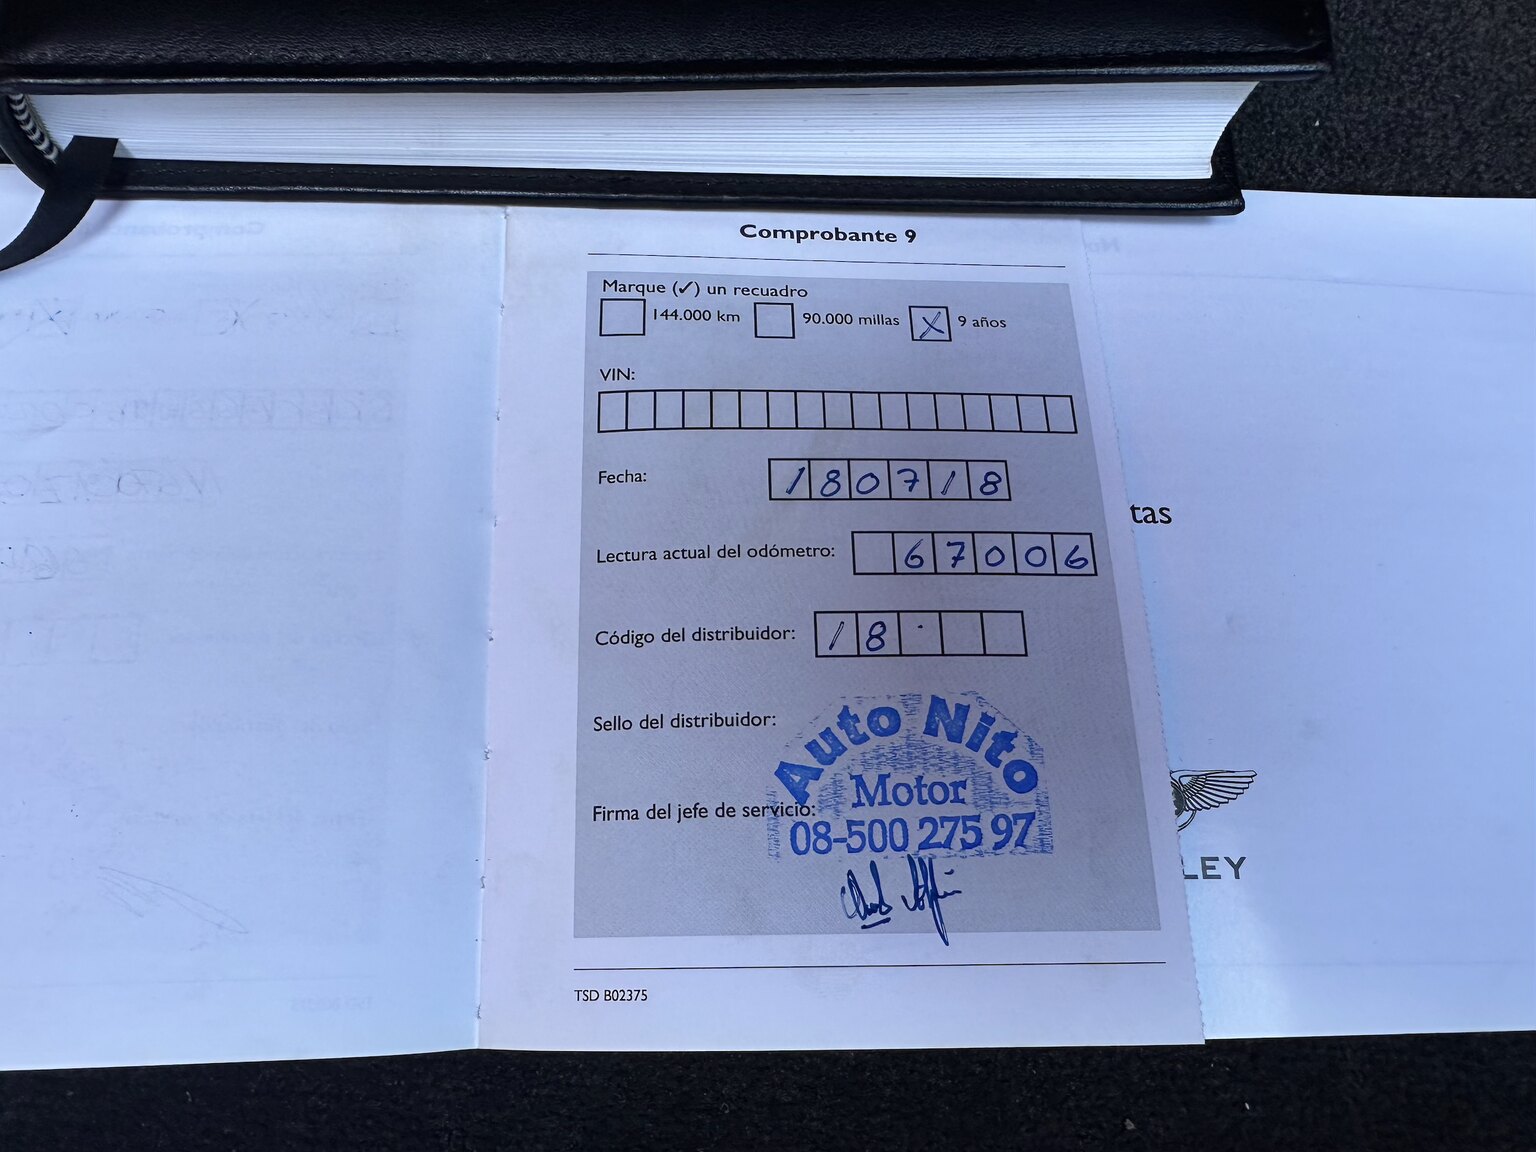 Comprobante 9
Marque (✓) un recuadro
144.000 km 90.000 millas X 9 años
VIN:
Fecha: 180718
Lectura actual del odómetro: 67006
Código del distribuidor: 18
Sello del distribuidor:
Auto Nito
Motor
08-500 275 97
Firma del jefe de servicio:
TSD B02375
tas
LEY